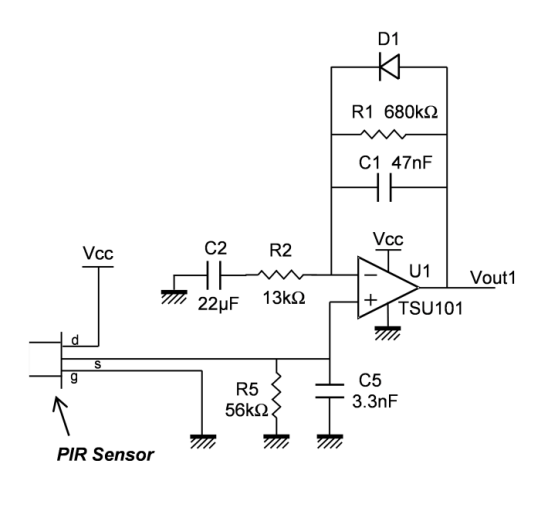 D1
R1 680kΩ
C1 47nF
Vcc
C2
R2
Vcc
U1
Vout1
22µF
13kΩ
TSU101
d
s
g
R5
56kΩ
C5
3.3nF
PIR Sensor